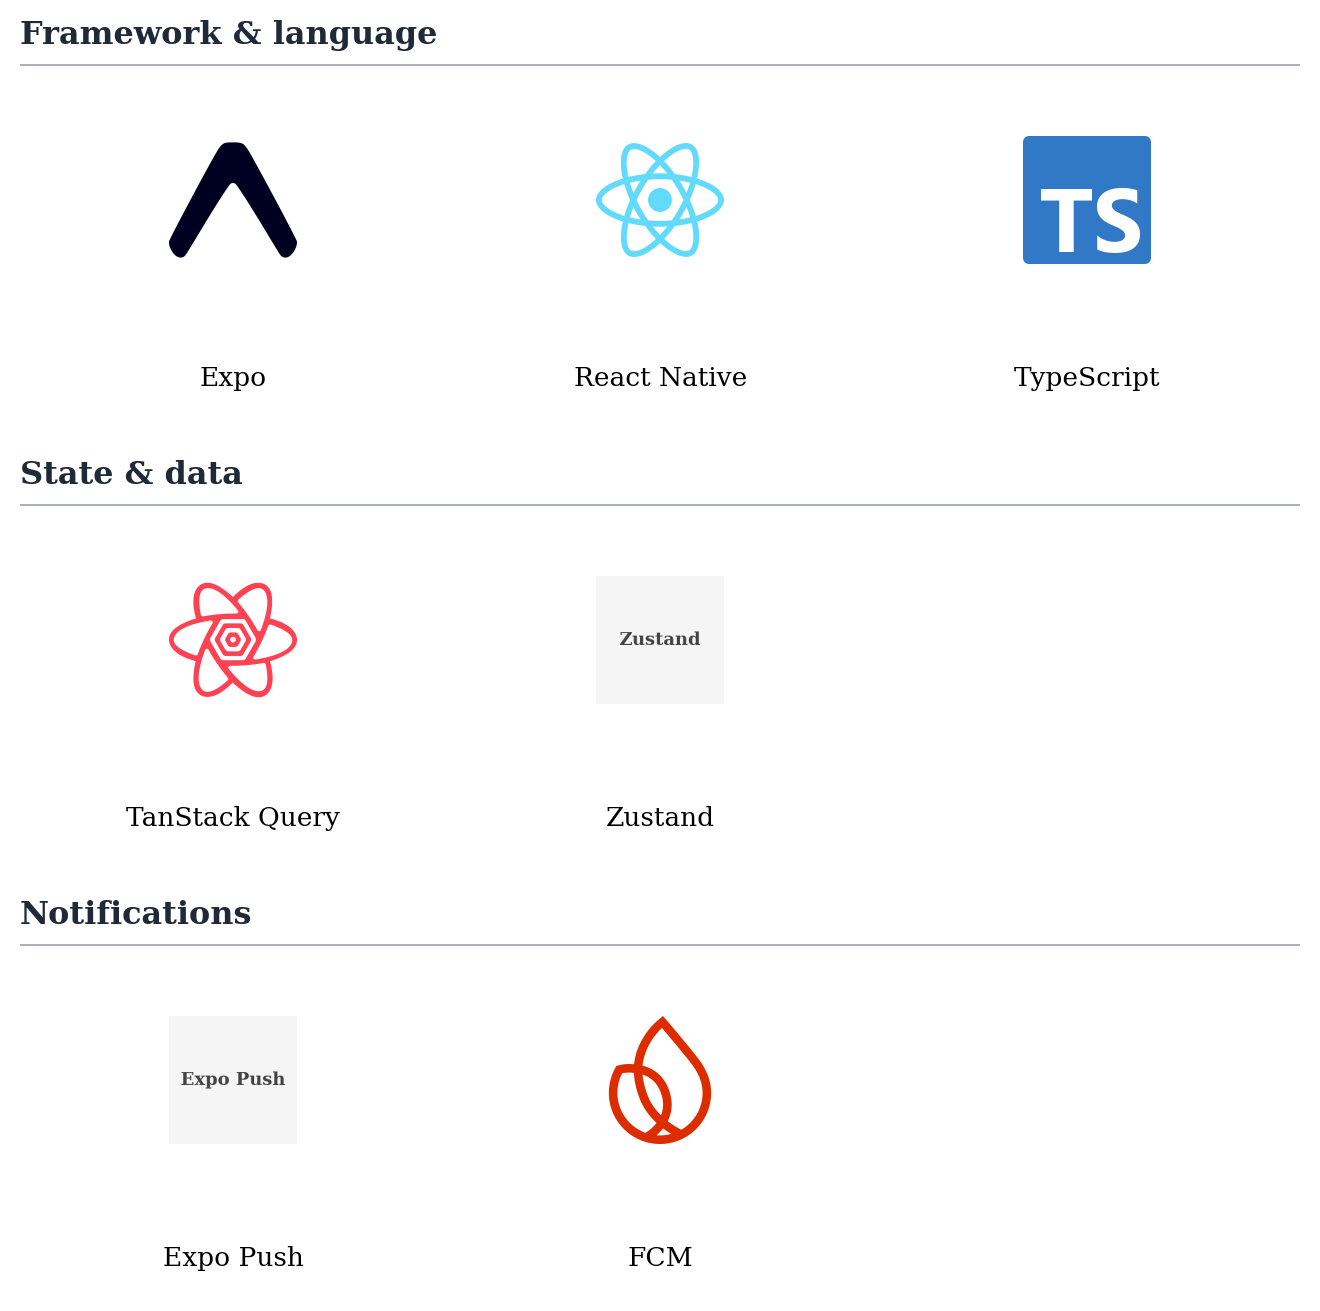 Framework & language
TS
Expo
React Native
TypeScript
State & data
Zustand
TanStack Query
Zustand
Notifications
Expo Push
Expo Push
FCM